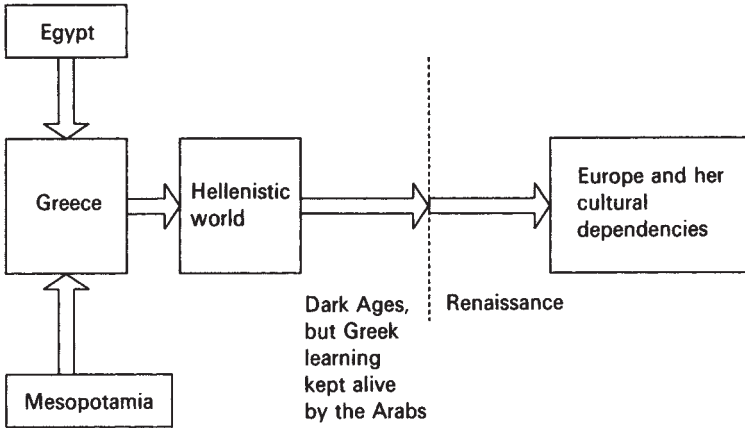 Egypt
Greece
Hellenistic
world
Europe and her
cultural
dependencies
Dark Ages,
but Greek
learning
kept alive
by the Arabs
Renaissance
Mesopotamia